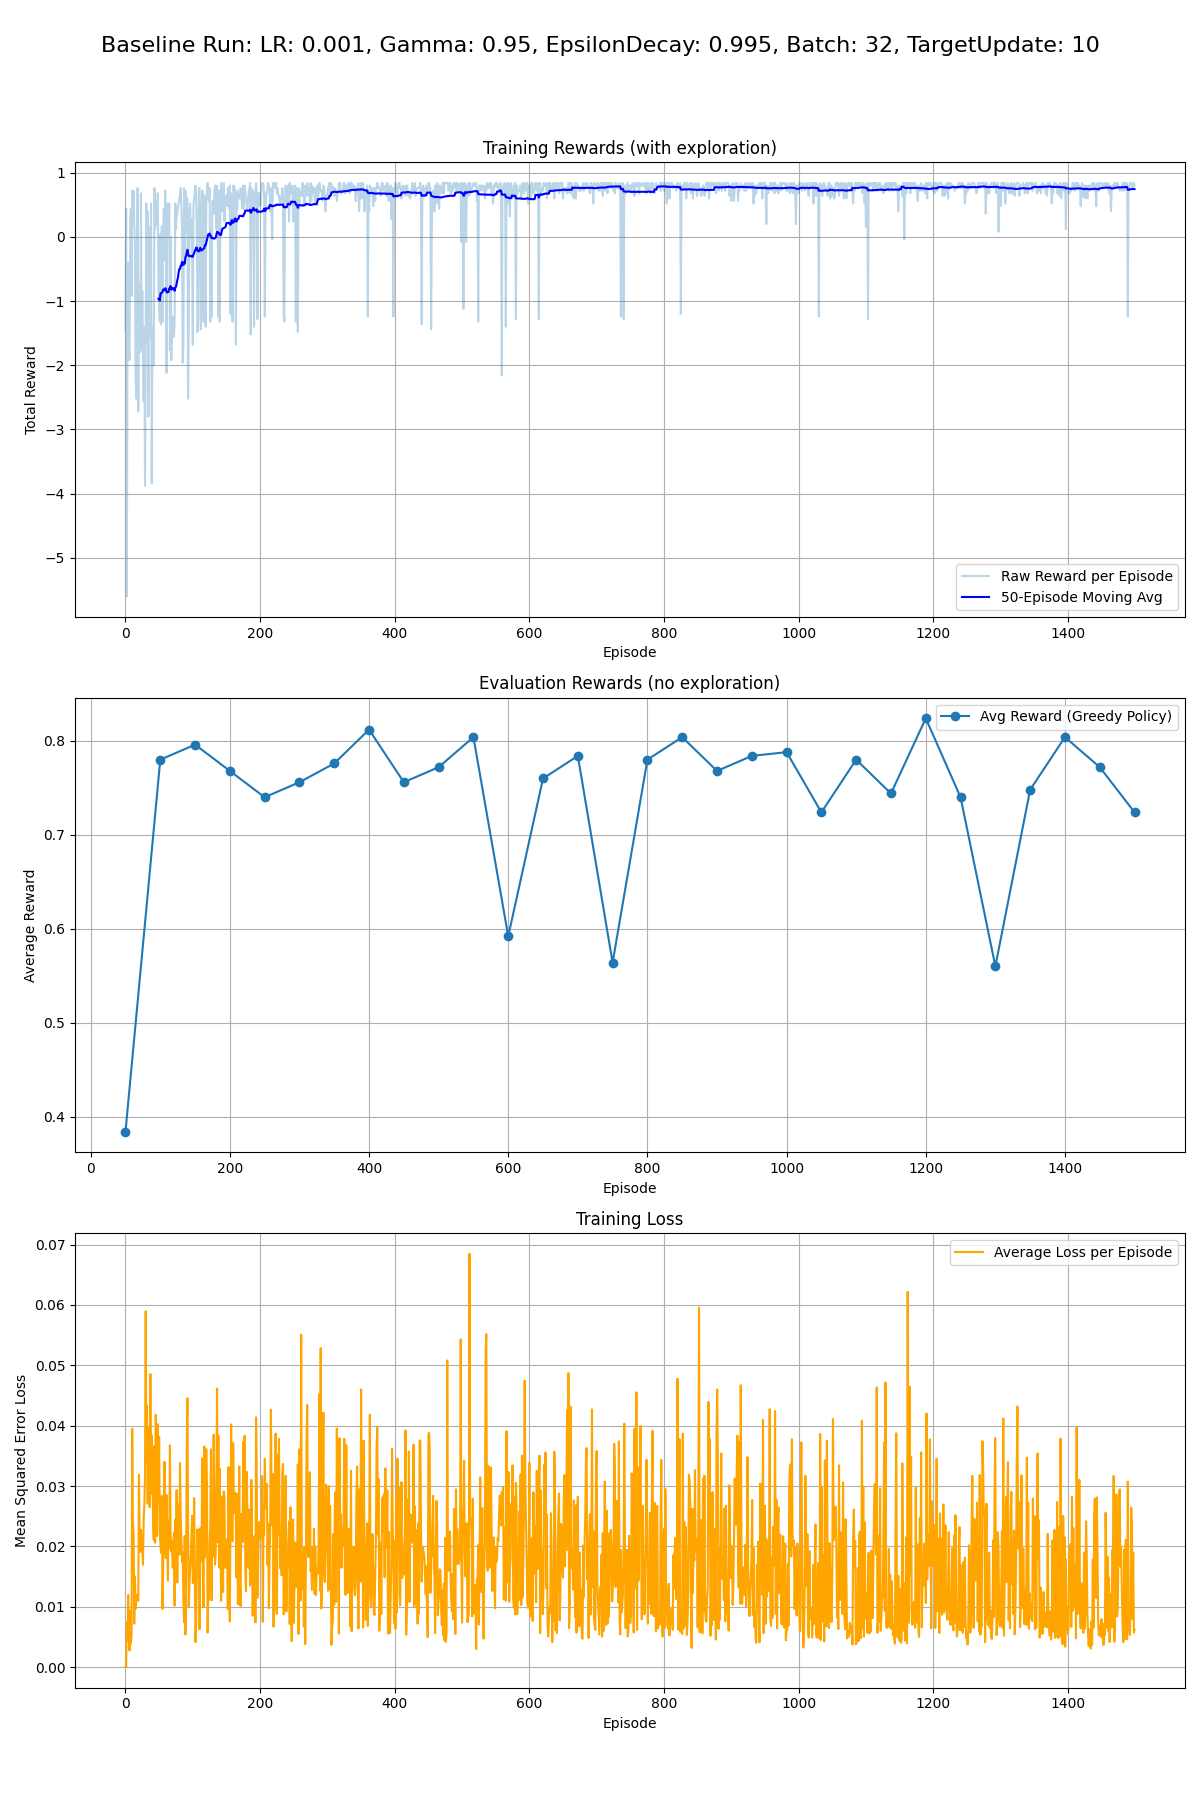 Baseline Run: LR: 0.001, Gamma: 0.95, EpsilonDecay: 0.995, Batch: 32, TargetUpdate: 10
Training Rewards (with exploration)
1
0
−1
−2
−3
−4
−5
Total Reward
Raw Reward per Episode
50-Episode Moving Avg
0 200 400 600 800 1000 1200 1400
Episode
Evaluation Rewards (no exploration)
Avg Reward (Greedy Policy)
0.8
0.7
0.6
0.5
0.4
Average Reward
0 200 400 600 800 1000 1200 1400
Episode
Training Loss
Average Loss per Episode
0.07
0.06
0.05
0.04
0.03
0.02
0.01
0.00
Mean Squared Error Loss
0 200 400 600 800 1000 1200 1400
Episode